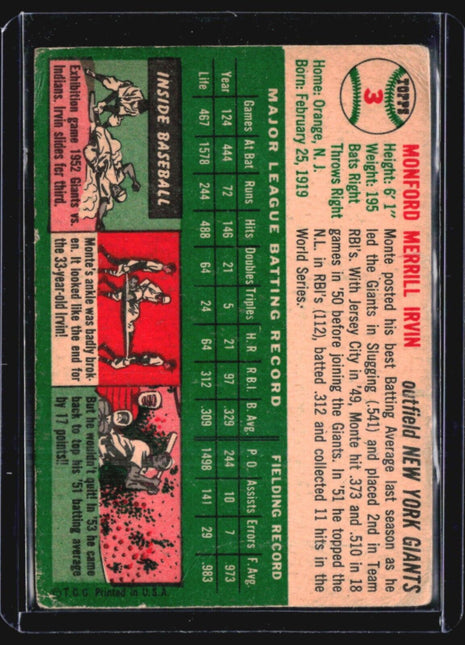 TOPPS
3
MONFORD MERRILL IRVIN outfield NEW YORK GIANTS
Height: 6' 1"
Weight: 195
Bats Right
Throws Right
Home: Orange, N. J.
Born: February 25, 1919
Monte posted his best Batting Average last season as he
led the Giants in Slugging (.541) and placed 2nd in Team
RBI's. With Jersey City in '49, Monte hit .373 and .510 in 18
games in '50 before joining the Giants. In '51 he topped the
N.L. in RBI's (112), batted .312 and collected 11 hits in the
World Series.
MAJOR LEAGUE BATTING RECORD FIELDING RECORD
Games At Bat Runs Hits Doubles Triples H. R. R.B.I. B. Avg. P. O. Assists Errors F. Avg.
Year 124 444 72 146 21 5 21 97 .329 244 10 7 .973
Life 467 1578 244 488 64 24 64 312 .309 1498 141 29 .983
INSIDE BASEBALL
Exhibition game 1952 Giants vs.
Indians. Irvin slides for third.
Monte's ankle was badly brok-
en. It looked like the end for
the 33-year-old Irvin!
But he wouldn't quit! In '53 he came
back to top his '51 batting average
by 17 points!!
© T.C.G. Printed in U.S.A.